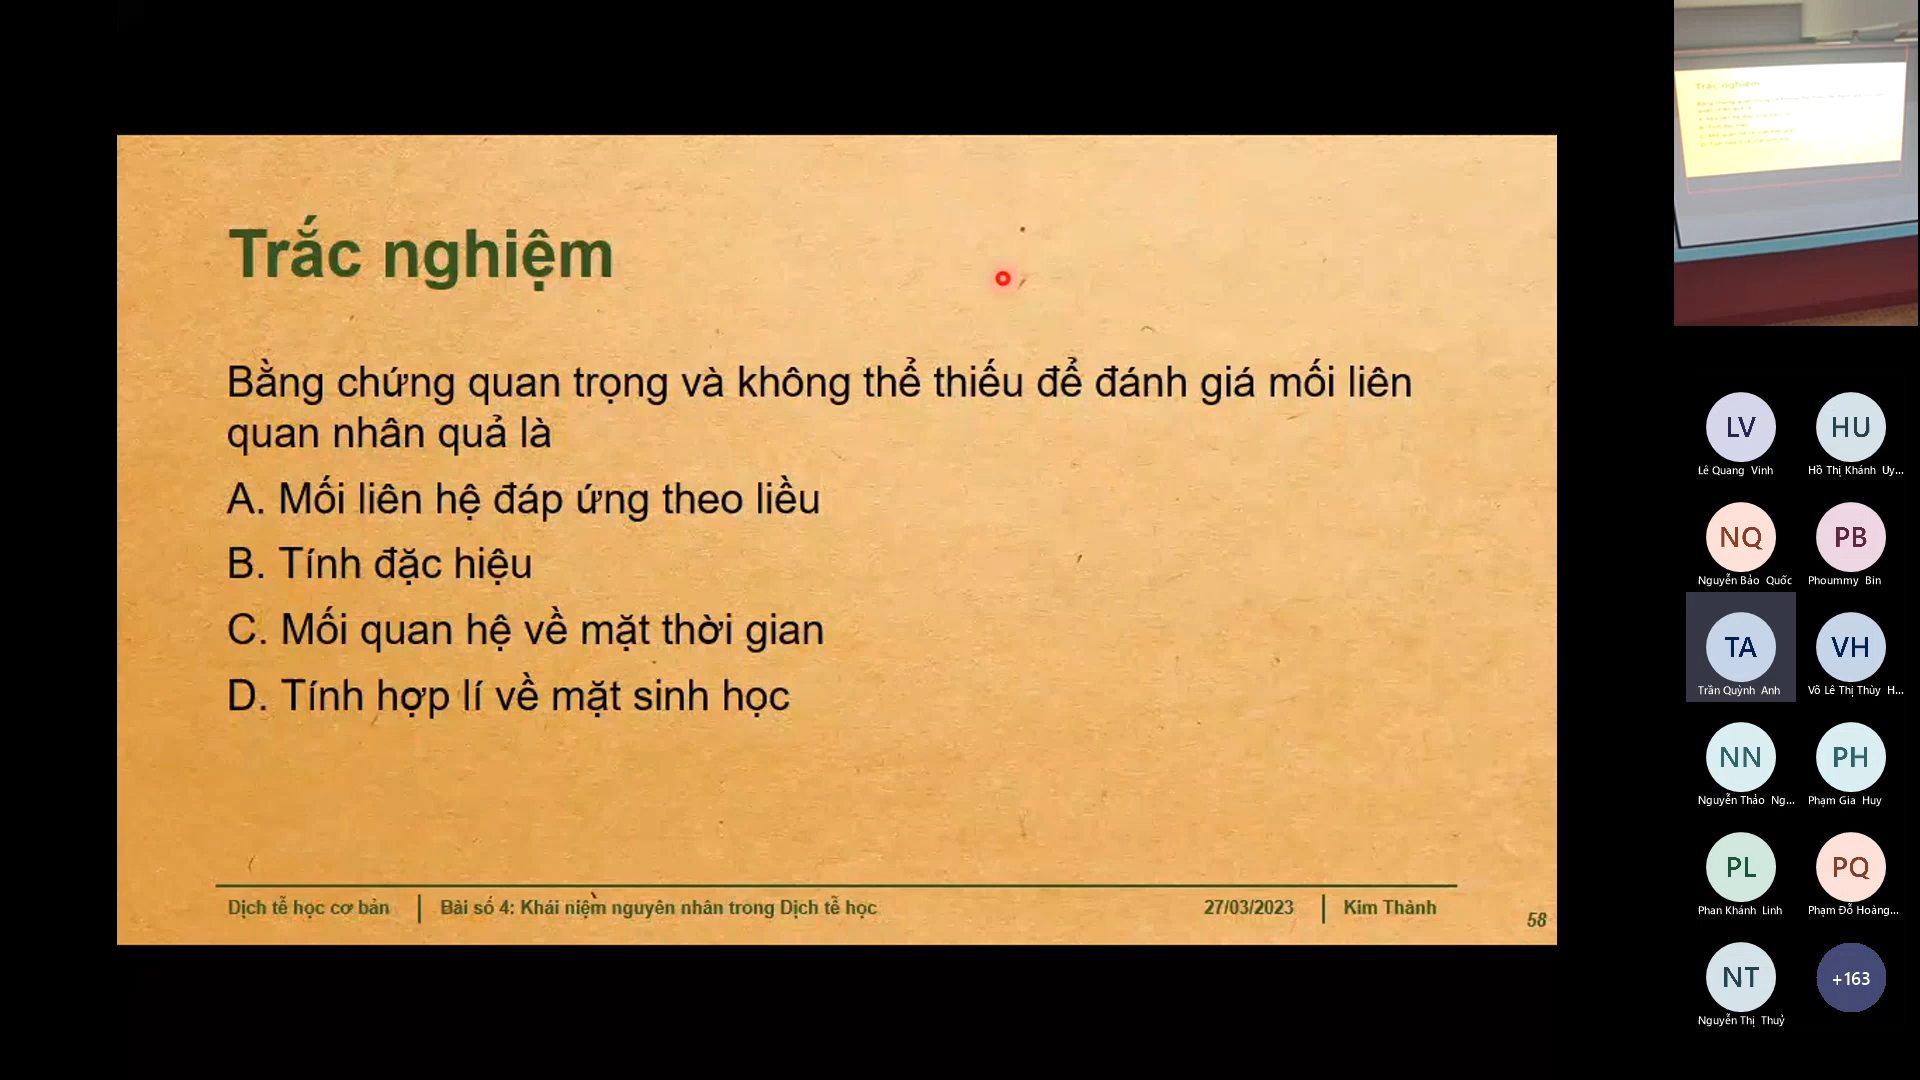 Trắc nghiệm
Bằng chứng quan trọng và không thể thiếu để đánh giá mối liên
quan nhân quả là
A. Mối liên hệ đáp ứng theo liều
B. Tính đặc hiệu
C. Mối quan hệ về mặt thời gian
D. Tính hợp lí về mặt sinh học
Dịch tễ học cơ bản
Bài số 4: Khái niệm nguyên nhân trong Dịch tễ học
27/03/2023
Kim Thành
58
Trắc nghiệm
LV
HU
Lê Quang Vinh
Hồ Thị Khánh Uy...
NQ
PB
Nguyễn Bảo Quốc
Phoummy Bin
TA
VH
Trần Quỳnh Anh
Võ Lê Thị Thùy H...
NN
PH
Nguyễn Thảo Ng...
Phạm Gia Huy
PL
PQ
Phan Khánh Linh
Phạm Đỗ Hoàng...
NT
+163
Nguyễn Thị Thuỷ